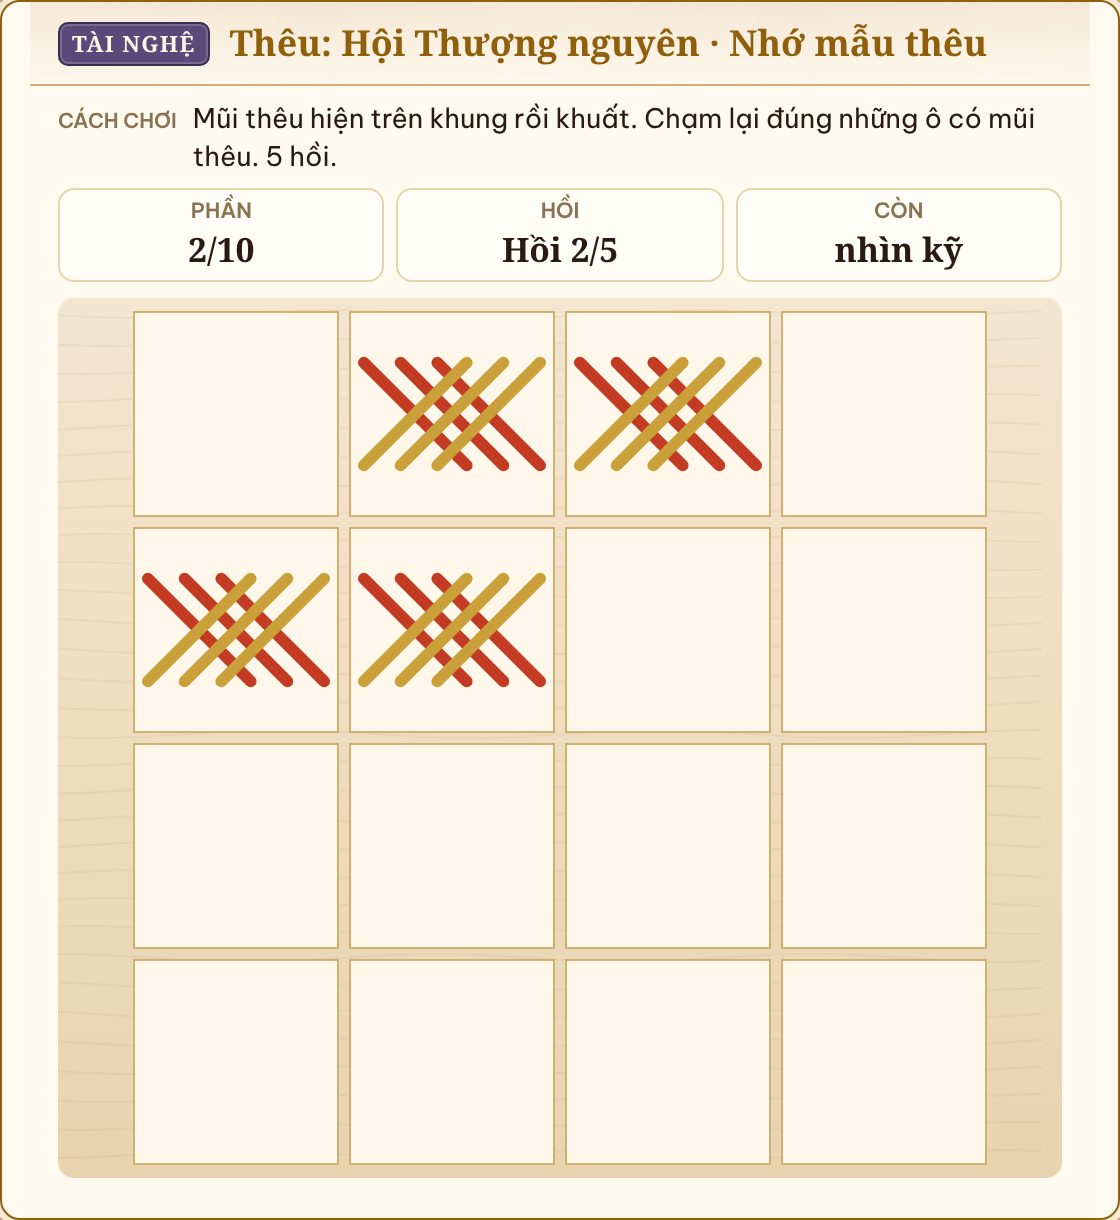 TÀI NGHỆ Thêu: Hội Thượng nguyên · Nhớ mẫu thêu
CÁCH CHƠI Mũi thêu hiện trên khung rồi khuất. Chạm lại đúng những ô có mũi
thêu. 5 hồi.
PHẦN
2/10
HỒI
Hồi 2/5
CÒN
nhìn kỹ